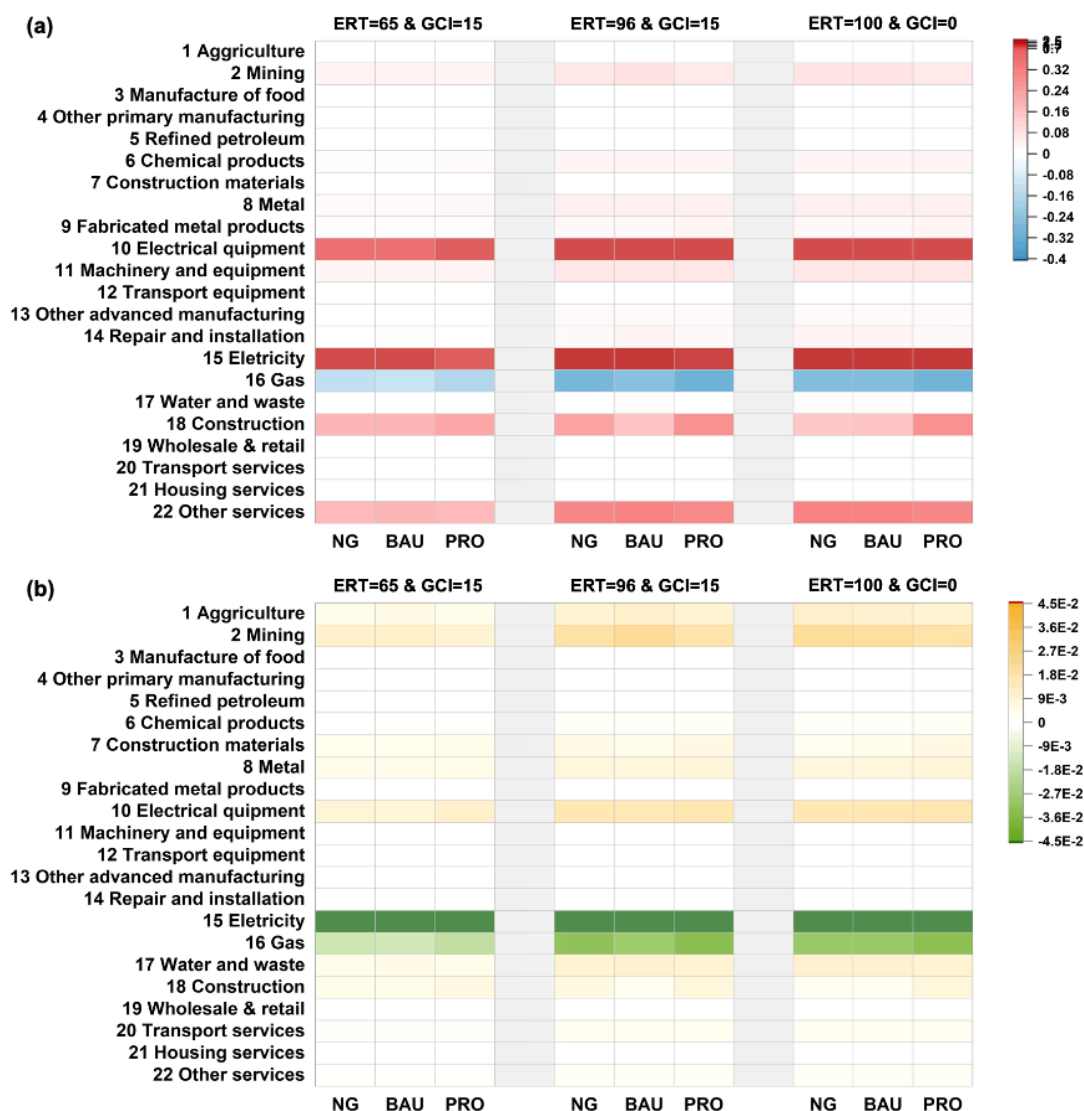 (a)
ERT=65 & GCI=15 ERT=96 & GCI=15 ERT=100 & GCI=0
1 Aggriculture
2 Mining
3 Manufacture of food
4 Other primary manufacturing
5 Refined petroleum
6 Chemical products
7 Construction materials
8 Metal
9 Fabricated metal products
10 Electrical quipment
11 Machinery and equipment
12 Transport equipment
13 Other advanced manufacturing
14 Repair and installation
15 Eletricity
16 Gas
17 Water and waste
18 Construction
19 Wholesale & retail
20 Transport services
21 Housing services
22 Other services
NG BAU PRO NG BAU PRO NG BAU PRO
2.5
0.7
0.32
0.24
0.16
0.08
0
-0.08
-0.16
-0.24
-0.32
-0.4
(b)
ERT=65 & GCI=15 ERT=96 & GCI=15 ERT=100 & GCI=0
1 Aggriculture
2 Mining
3 Manufacture of food
4 Other primary manufacturing
5 Refined petroleum
6 Chemical products
7 Construction materials
8 Metal
9 Fabricated metal products
10 Electrical quipment
11 Machinery and equipment
12 Transport equipment
13 Other advanced manufacturing
14 Repair and installation
15 Eletricity
16 Gas
17 Water and waste
18 Construction
19 Wholesale & retail
20 Transport services
21 Housing services
22 Other services
NG BAU PRO NG BAU PRO NG BAU PRO
4.5E-2
3.6E-2
2.7E-2
1.8E-2
9E-3
0
-9E-3
-1.8E-2
-2.7E-2
-3.6E-2
-4.5E-2